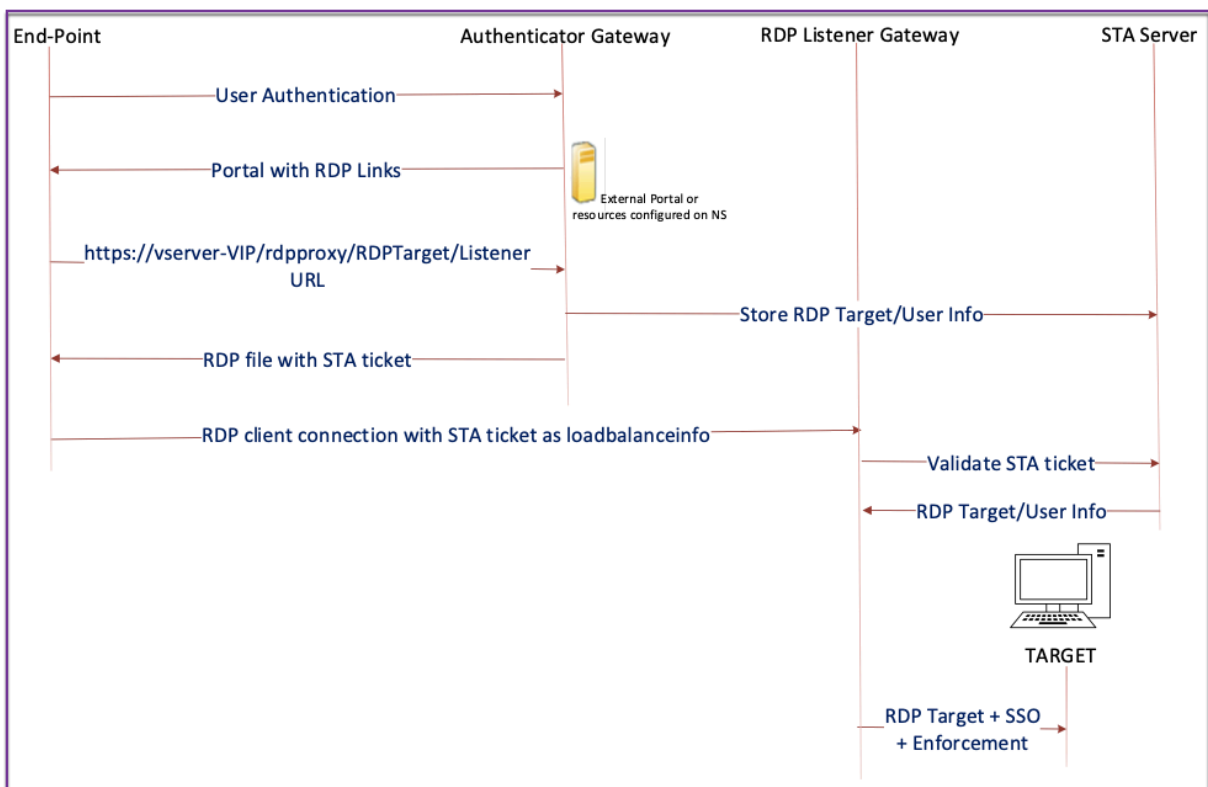 End-Point
Authenticator Gateway
RDP Listener Gateway
STA Server
User Authentication
Portal with RDP Links
External Portal or
resources configured on NS
https://vserver-VIP/rdpproxy/RDPTarget/Listener
URL
Store RDP Target/User Info
RDP file with STA ticket
RDP client connection with STA ticket as loadbalanceinfo
Validate STA ticket
RDP Target/User Info
TARGET
RDP Target + SSO
+ Enforcement